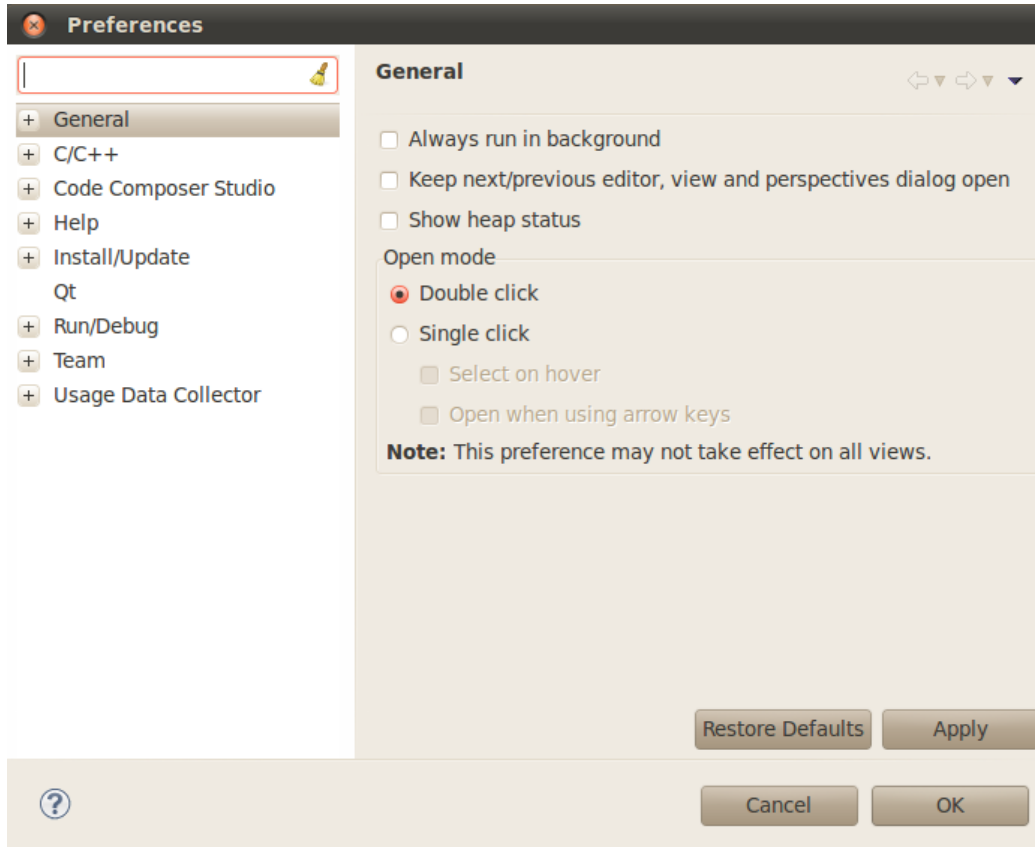 Preferences
General
C/C++
Code Composer Studio
Help
Install/Update
Qt
Run/Debug
Team
Usage Data Collector
General
Always run in background
Keep next/previous editor, view and perspectives dialog open
Show heap status
Open mode
Double click
Single click
Select on hover
Open when using arrow keys
Note: This preference may not take effect on all views.
Restore Defaults
Apply
Cancel
OK